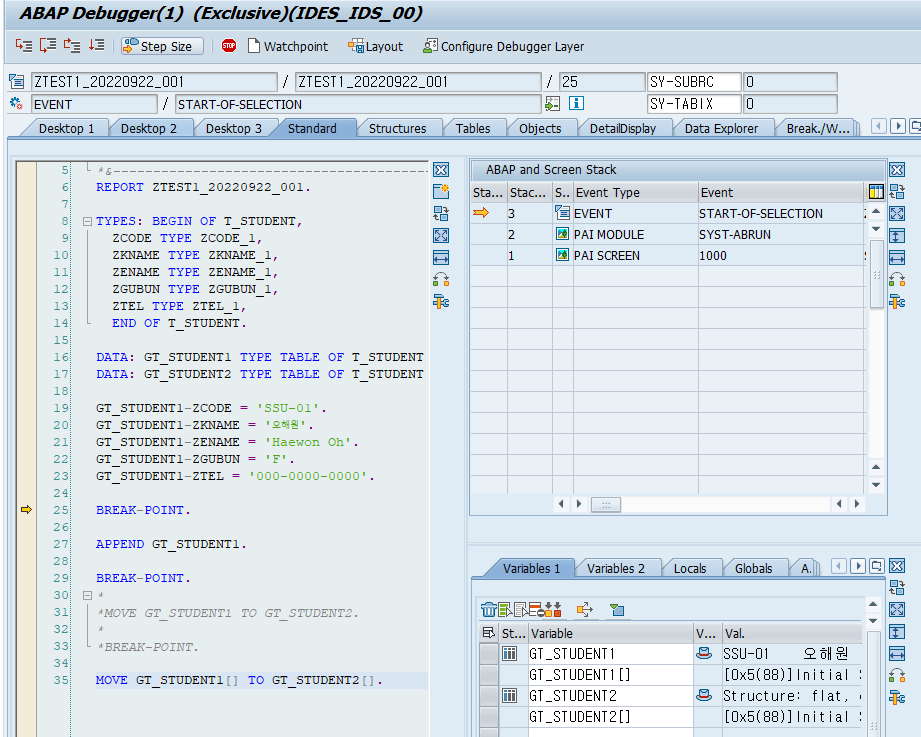 ABAP Debugger(1) (Exclusive)(IDES_IDS_00)
Step Size STOP Watchpoint Layout Configure Debugger Layer
ZTEST1_20220922_001 / ZTEST1_20220922_001 / 25 SY-SUBRC 0
EVENT / START-OF-SELECTION SY-TABIX 0
Desktop 1 Desktop 2 Desktop 3 Standard Structures Tables Objects DetailDisplay Data Explorer Break./W...
5 *&---------------------------------------
6 REPORT ZTEST1_20220922_001.
7
8 TYPES: BEGIN OF T_STUDENT,
9 ZCODE TYPE ZCODE_1,
10 ZKNAME TYPE ZKNAME_1,
11 ZENAME TYPE ZENAME_1,
12 ZGUBUN TYPE ZGUBUN_1,
13 ZTEL TYPE ZTEL_1,
14 END OF T_STUDENT.
15
16 DATA: GT_STUDENT1 TYPE TABLE OF T_STUDENT
17 DATA: GT_STUDENT2 TYPE TABLE OF T_STUDENT
18
19 GT_STUDENT1-ZCODE = 'SSU-01'.
20 GT_STUDENT1-ZKNAME = '오해원'.
21 GT_STUDENT1-ZENAME = 'Haewon Oh'.
22 GT_STUDENT1-ZGUBUN = 'F'.
23 GT_STUDENT1-ZTEL = '000-0000-0000'.
24
25 BREAK-POINT.
26
27 APPEND GT_STUDENT1.
28
29 BREAK-POINT.
30 *
31 *MOVE GT_STUDENT1 TO GT_STUDENT2.
32 *
33 *BREAK-POINT.
34
35 MOVE GT_STUDENT1[] TO GT_STUDENT2[].
ABAP and Screen Stack
Sta... Stac... S.. Event Type Event
3 EVENT START-OF-SELECTION
2 PAI MODULE SYST-ABRUN
1 PAI SCREEN 1000
Variables 1 Variables 2 Locals Globals A.
St... Variable V... Val.
GT_STUDENT1 SSU-01 오해원
GT_STUDENT1[] [0x5(88)]Initial
GT_STUDENT2 Structure: flat,
GT_STUDENT2[] [0x5(88)]Initial